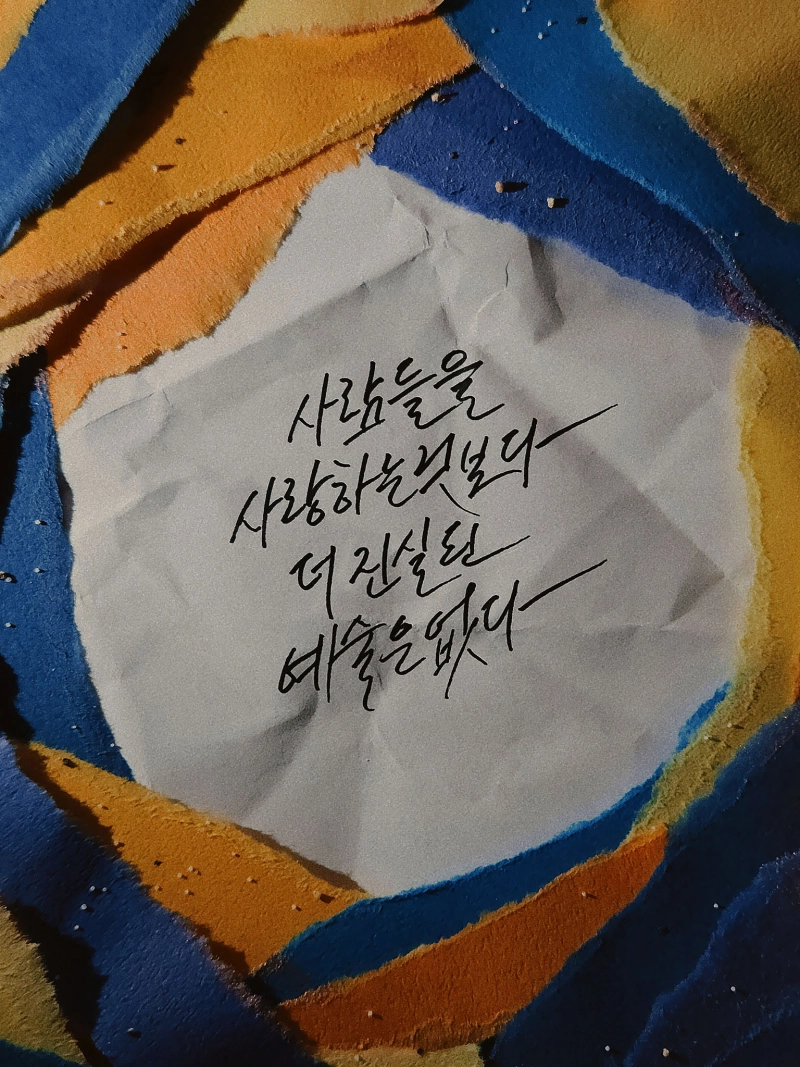 사람들을
사랑하는것보다
더 진실된
예술은없다